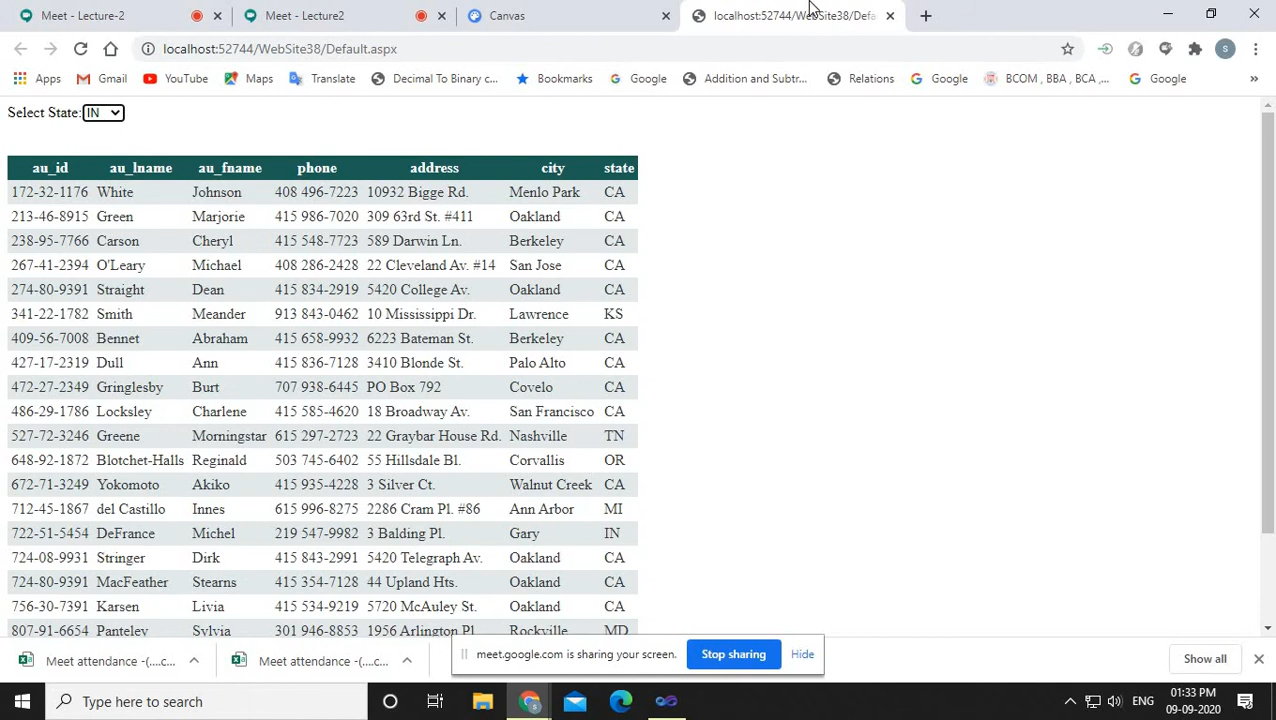 Meet - Lecture-2
Meet - Lecture2
Canvas
localhost:52744/WebSite38/Defa
localhost:52744/WebSite38/Default.aspx
S
Apps
Gmail
YouTube
Maps
Translate
Decimal To Binary c...
Bookmarks
Google
Addition and Subtr...
Relations
Google
BCOM , BBA , BCA ,...
Google
»
Select State: IN
au_id au_lname au_fname phone address city state
172-32-1176 White Johnson 408 496-7223 10932 Bigge Rd. Menlo Park CA
213-46-8915 Green Marjorie 415 986-7020 309 63rd St. #411 Oakland CA
238-95-7766 Carson Cheryl 415 548-7723 589 Darwin Ln. Berkeley CA
267-41-2394 O'Leary Michael 408 286-2428 22 Cleveland Av. #14 San Jose CA
274-80-9391 Straight Dean 415 834-2919 5420 College Av. Oakland CA
341-22-1782 Smith Meander 913 843-0462 10 Mississippi Dr. Lawrence KS
409-56-7008 Bennet Abraham 415 658-9932 6223 Bateman St. Berkeley CA
427-17-2319 Dull Ann 415 836-7128 3410 Blonde St. Palo Alto CA
472-27-2349 Gringlesby Burt 707 938-6445 PO Box 792 Covelo CA
486-29-1786 Locksley Charlene 415 585-4620 18 Broadway Av. San Francisco CA
527-72-3246 Greene Morningstar 615 297-2723 22 Graybar House Rd. Nashville TN
648-92-1872 Blotchet-Halls Reginald 503 745-6402 55 Hillsdale Bl. Corvallis OR
672-71-3249 Yokomoto Akiko 415 935-4228 3 Silver Ct. Walnut Creek CA
712-45-1867 del Castillo Innes 615 996-8275 2286 Cram Pl. #86 Ann Arbor MI
722-51-5454 DeFrance Michel 219 547-9982 3 Balding Pl. Gary IN
724-08-9931 Stringer Dirk 415 843-2991 5420 Telegraph Av. Oakland CA
724-80-9391 MacFeather Stearns 415 354-7128 44 Upland Hts. Oakland CA
756-30-7391 Karsen Livia 415 534-9219 5720 McAuley St. Oakland CA
807-91-6654 Panteley Sylvia 301 946-8853 1956 Arlington Pl. Rockville MD
Meet attendance -(....c...
Meet attendance -(....c...
meet.google.com is sharing your screen.
Stop sharing
Hide
Show all
Type here to search
ENG
01:33 PM
09-09-2020